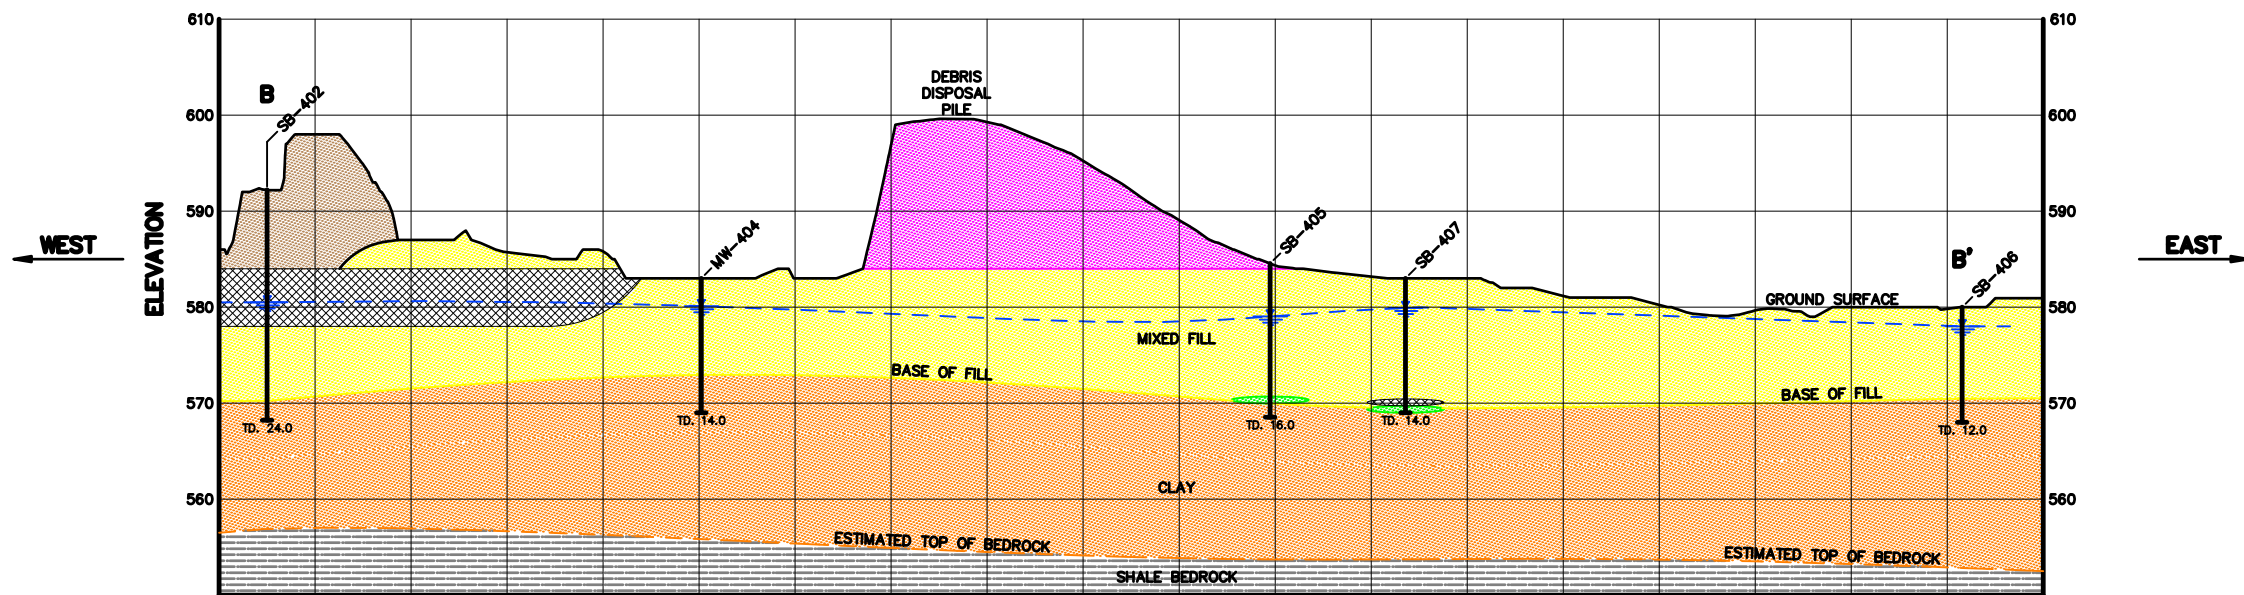 610
610
DEBRIS
DISPOSAL
PILE
B
SB-402
600
600
ELEVATION
590
590
WEST
EAST
MW-404
SB-405
SB-407
B'
SB-406
580
GROUND SURFACE
580
MIXED FILL
BASE OF FILL
BASE OF FILL
570
570
TD. 24.0
TD. 14.0
TD. 16.0
TD. 14.0
TD. 12.0
CLAY
560
560
ESTIMATED TOP OF BEDROCK
ESTIMATED TOP OF BEDROCK
SHALE BEDROCK